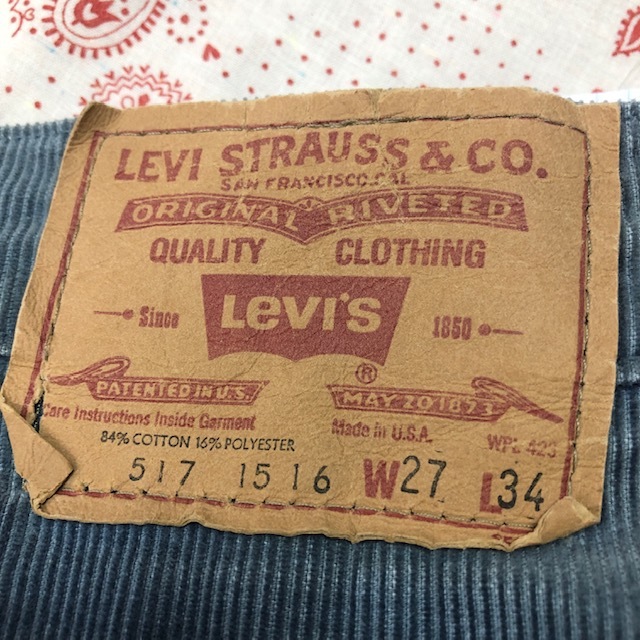 LEVI STRAUSS & CO.
SAN FRANCISCO, CAL
ORIGINAL RIVETED
QUALITY CLOTHING
Since Levi's 1850
®
PATENTED IN U.S. MAY 20, 1873
Care Instructions Inside Garment Made in U.S.A. WPL 423
84% COTTON 16% POLYESTER
517 1516 W27 L34